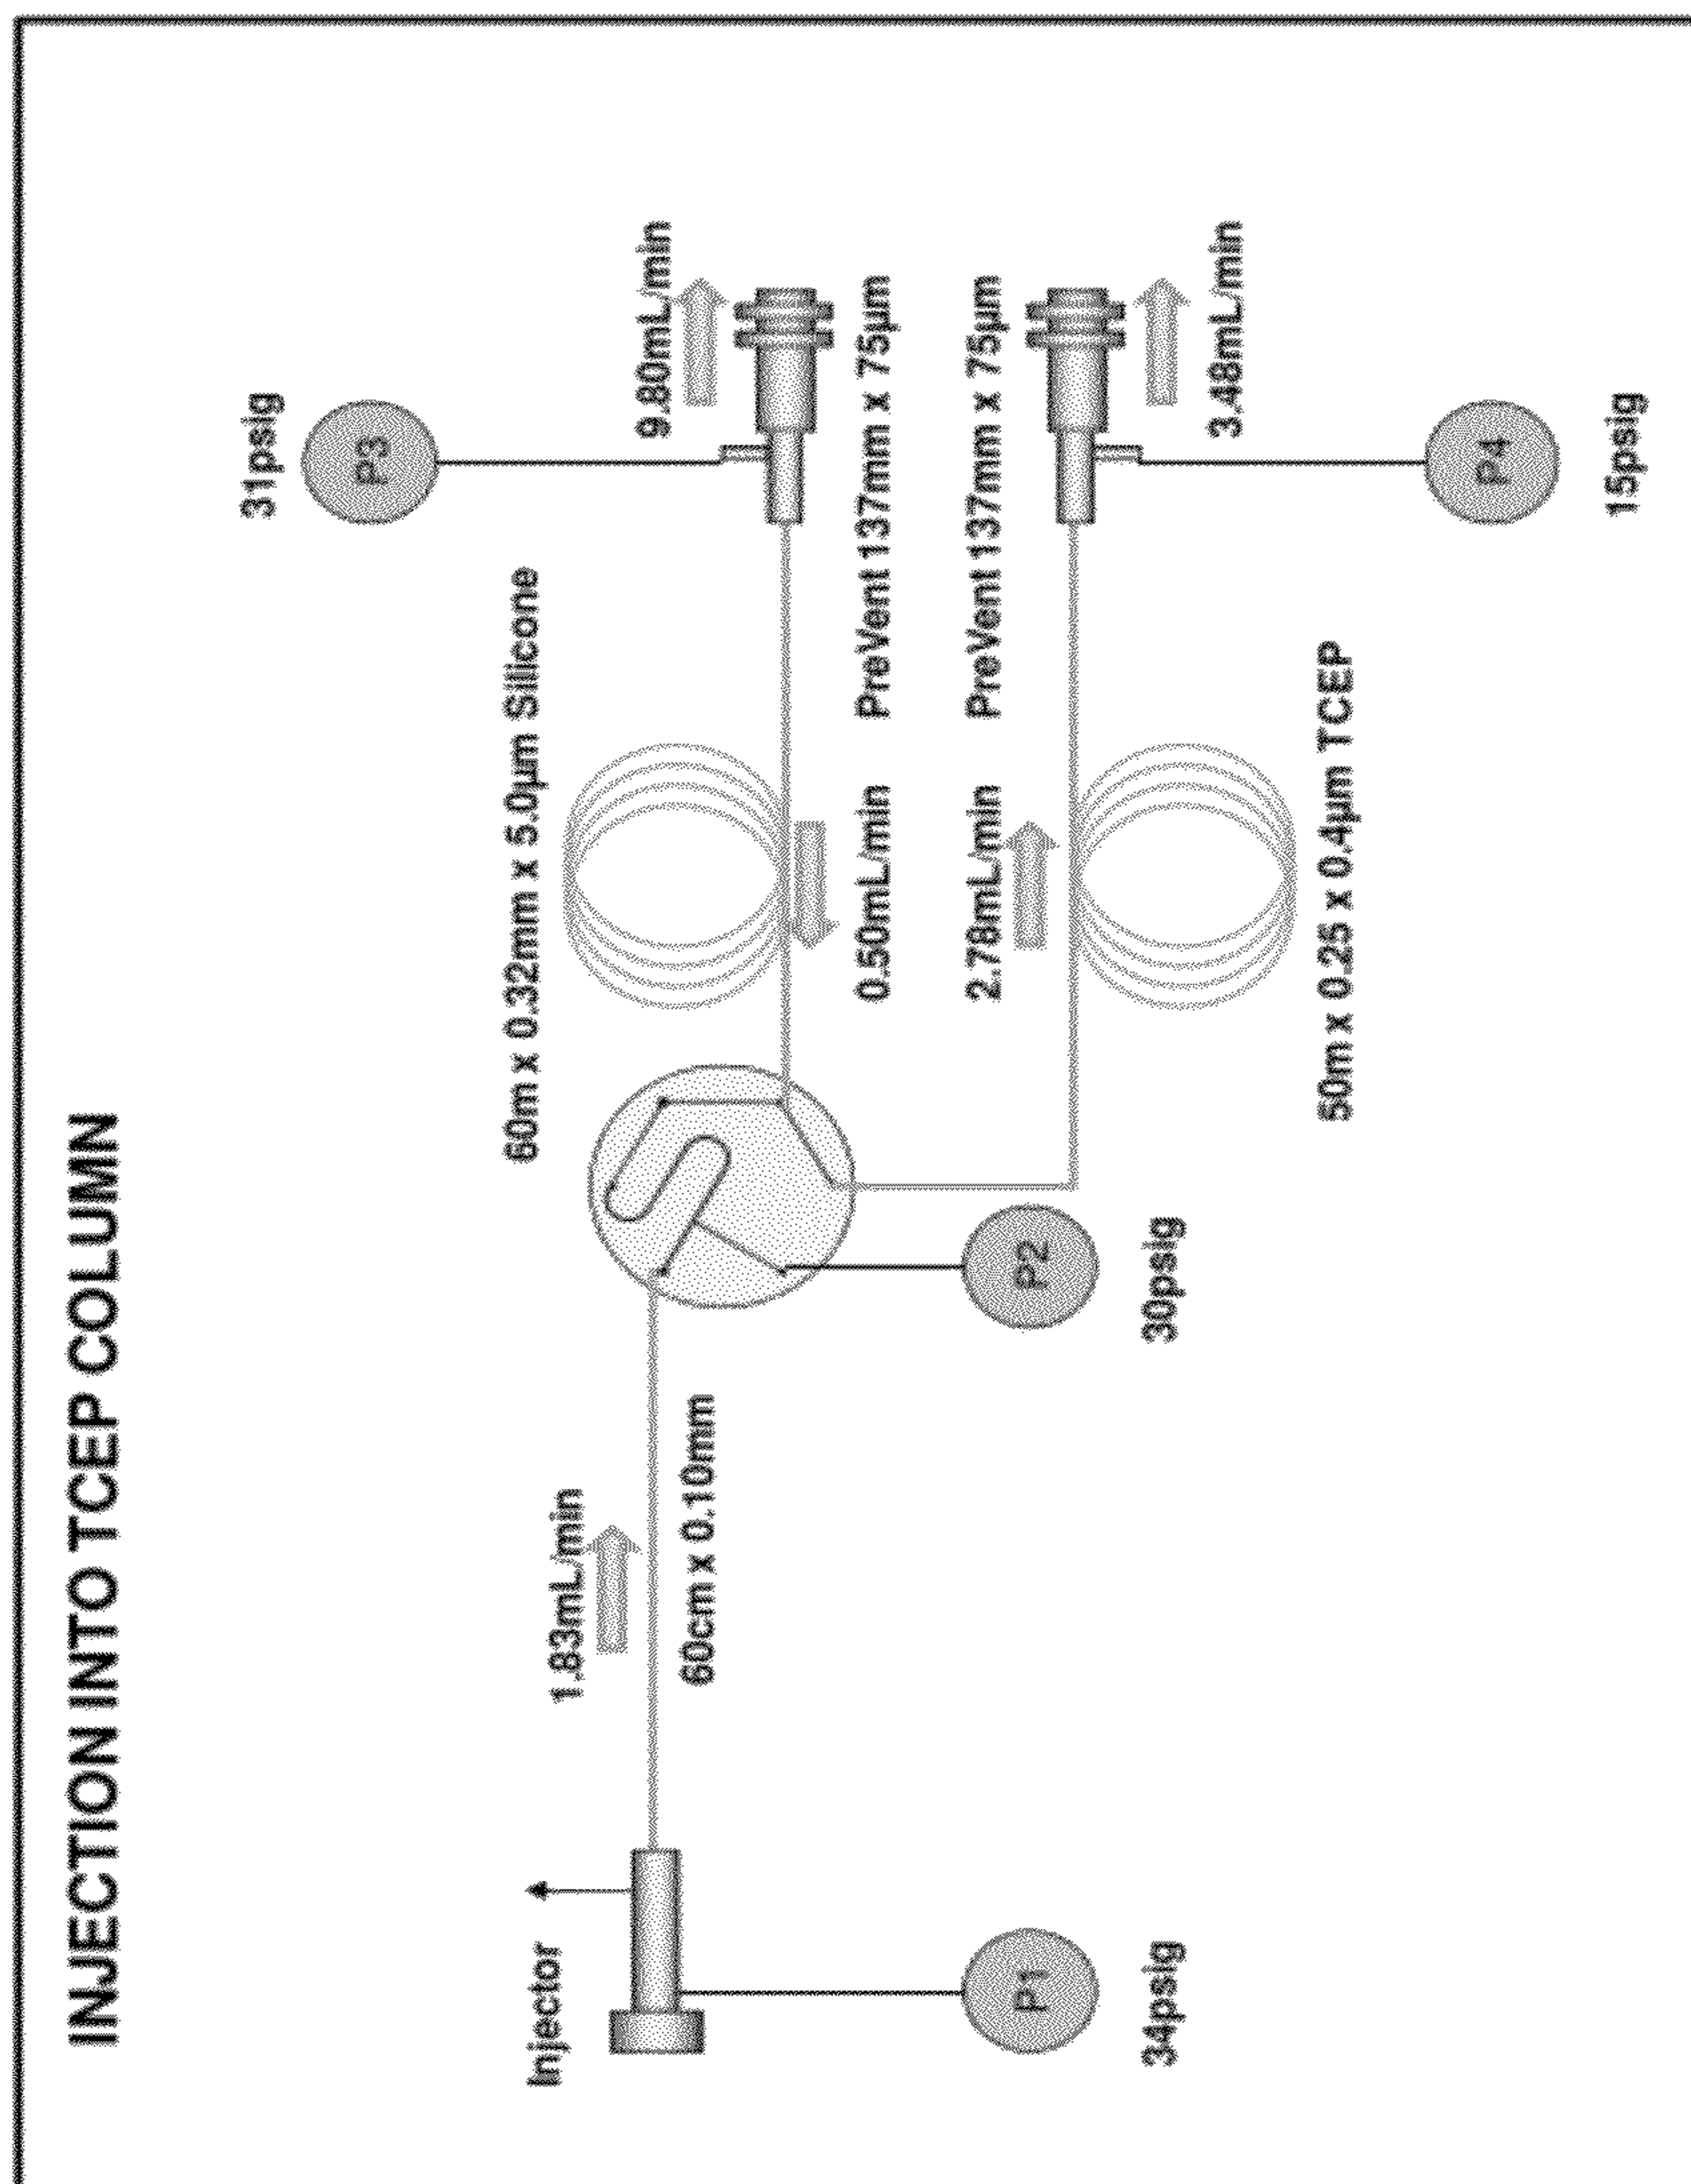 INJECTION INTO TCEP COLUMN
31psig
P3
60m x 0.32mm x 5.0µm Silicone
9.80mL/min
Injector
1.83mL/min
60cm x 0.10mm
0.50mL/min
PreVent 137mm x 75µm
2.78mL/min
PreVent 137mm x 75µm
P1
34psig
P2
30psig
3.48mL/min
50m x 0.25 x 0.4µm TCEP
P4
15psig